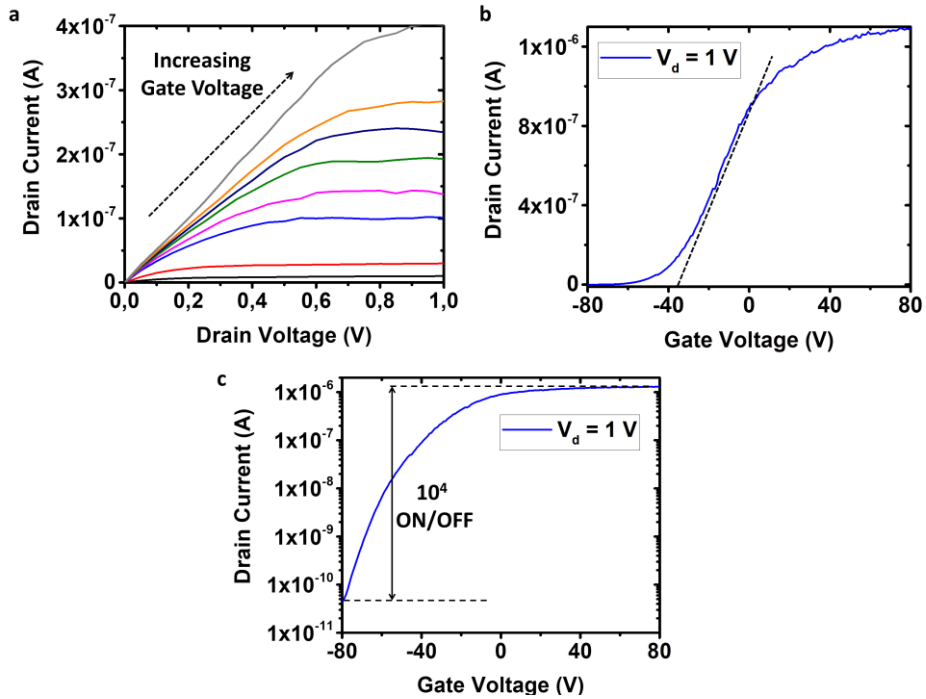 a
4x10⁻⁷
3x10⁻⁷
2x10⁻⁷
1x10⁻⁷
0
Drain Current (A)
Increasing
Gate Voltage
0,0 0,2 0,4 0,6 0,8 1,0
Drain Voltage (V)
b
1x10⁻⁶
8x10⁻⁷
4x10⁻⁷
0
Drain Current (A)
V_d = 1 V
-80 -40 0 40 80
Gate Voltage (V)
c
1x10⁻⁶
1x10⁻⁷
1x10⁻⁸
1x10⁻⁹
1x10⁻¹⁰
1x10⁻¹¹
Drain Current (A)
V_d = 1 V
10⁴
ON/OFF
-80 -40 0 40 80
Gate Voltage (V)